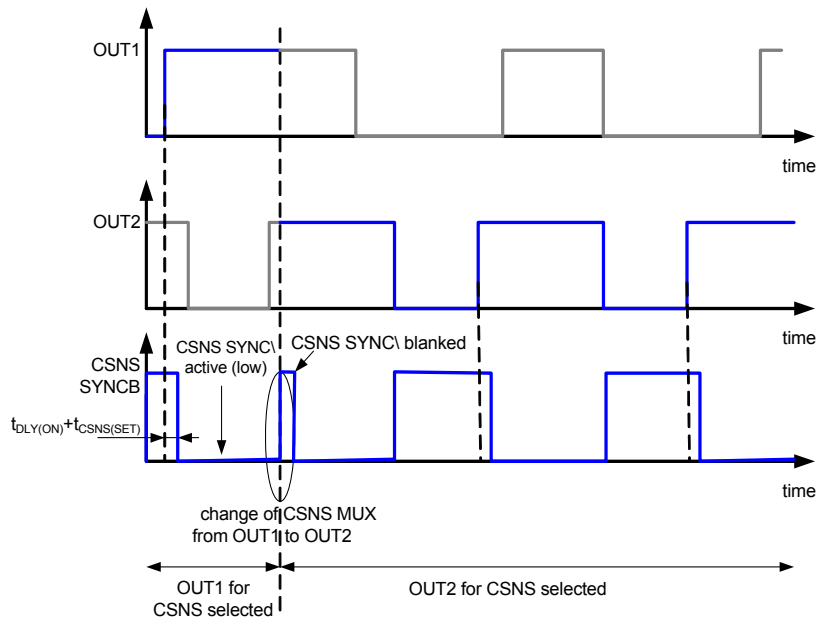 OUT1
time
OUT2
time
CSNS SYNC\ blanked
CSNS
SYNCB
CSNS SYNC\
active (low)
tDLY(ON)+tCSNS(SET)
time
change of CSNS MUX
from OUT1 to OUT2
OUT1 for
CSNS selected
OUT2 for CSNS selected